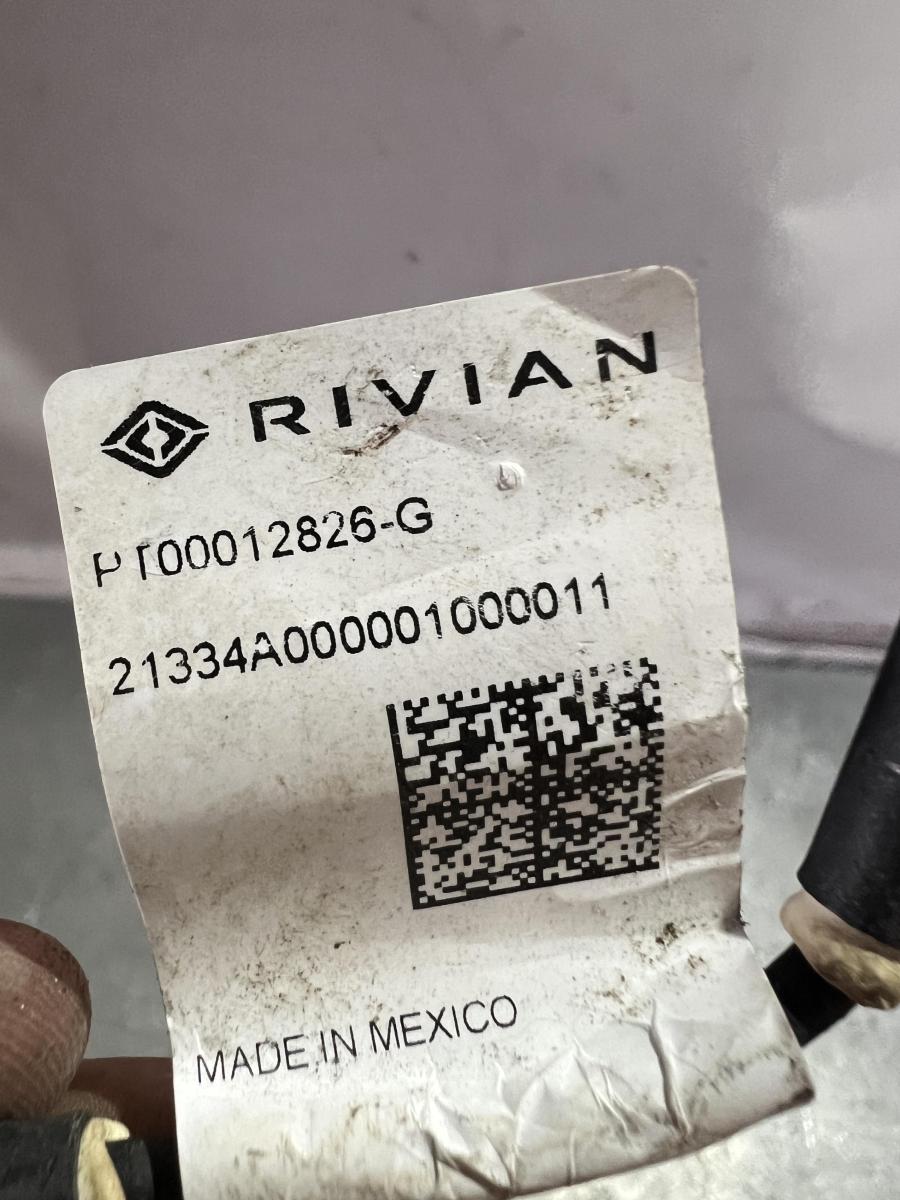 RIVIAN
PT00012826-G
21334A000001000011
MADE IN MEXICO